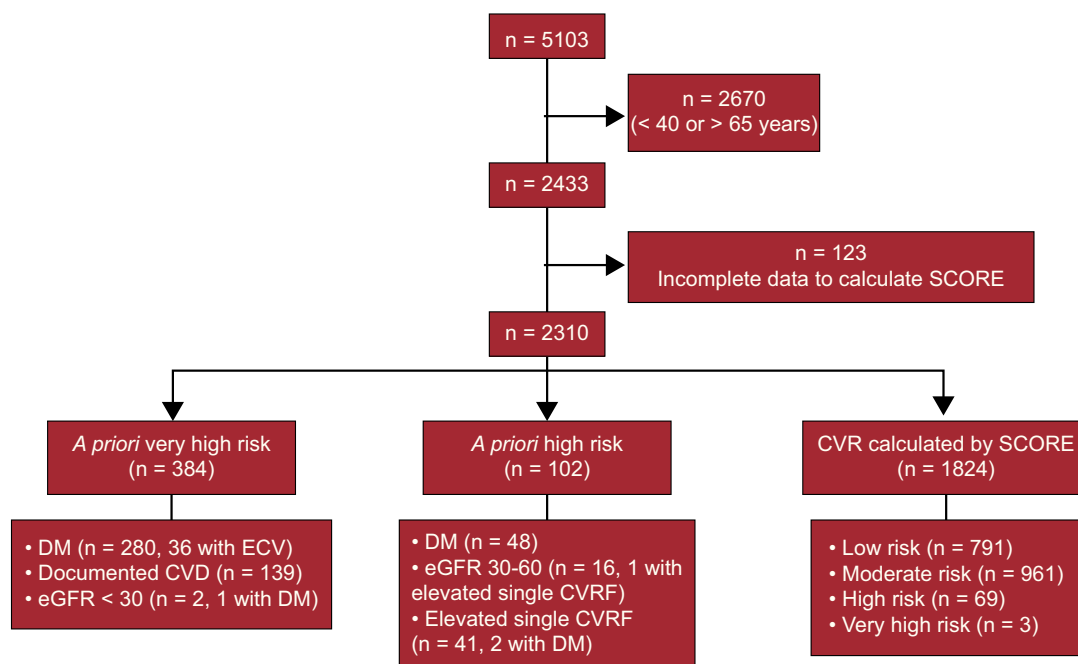 n = 5103
n = 2670
(< 40 or > 65 years)
n = 2433
n = 123
Incomplete data to calculate SCORE
n = 2310
A priori very high risk
(n = 384)
A priori high risk
(n = 102)
CVR calculated by SCORE
(n = 1824)
• DM (n = 280, 36 with ECV)
• Documented CVD (n = 139)
• eGFR < 30 (n = 2, 1 with DM)
• DM (n = 48)
• eGFR 30-60 (n = 16, 1 with
elevated single CVRF)
• Elevated single CVRF
(n = 41, 2 with DM)
• Low risk (n = 791)
• Moderate risk (n = 961)
• High risk (n = 69)
• Very high risk (n = 3)